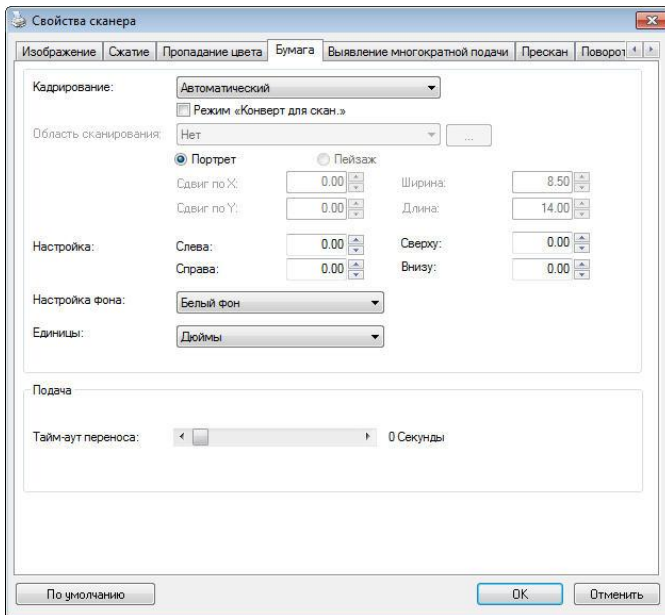 Свойства сканера
Изображение Сжатие Пропадание цвета Бумага Выявление многократной подачи Прескан Поворот
Кадрирование: Автоматический
Режим «Конверт для скан.»
Область сканирования: Нет ...
Портрет Пейзаж
Сдвиг по X: 0.00 Ширина: 8.50
Сдвиг по Y: 0.00 Длина: 14.00
Настройка: Слева: 0.00 Сверху: 0.00
Справа: 0.00 Внизу: 0.00
Настройка фона: Белый фон
Единицы: Дюймы
Подача
Тайм-аут переноса: 0 Секунды
По умолчанию OK Отменить